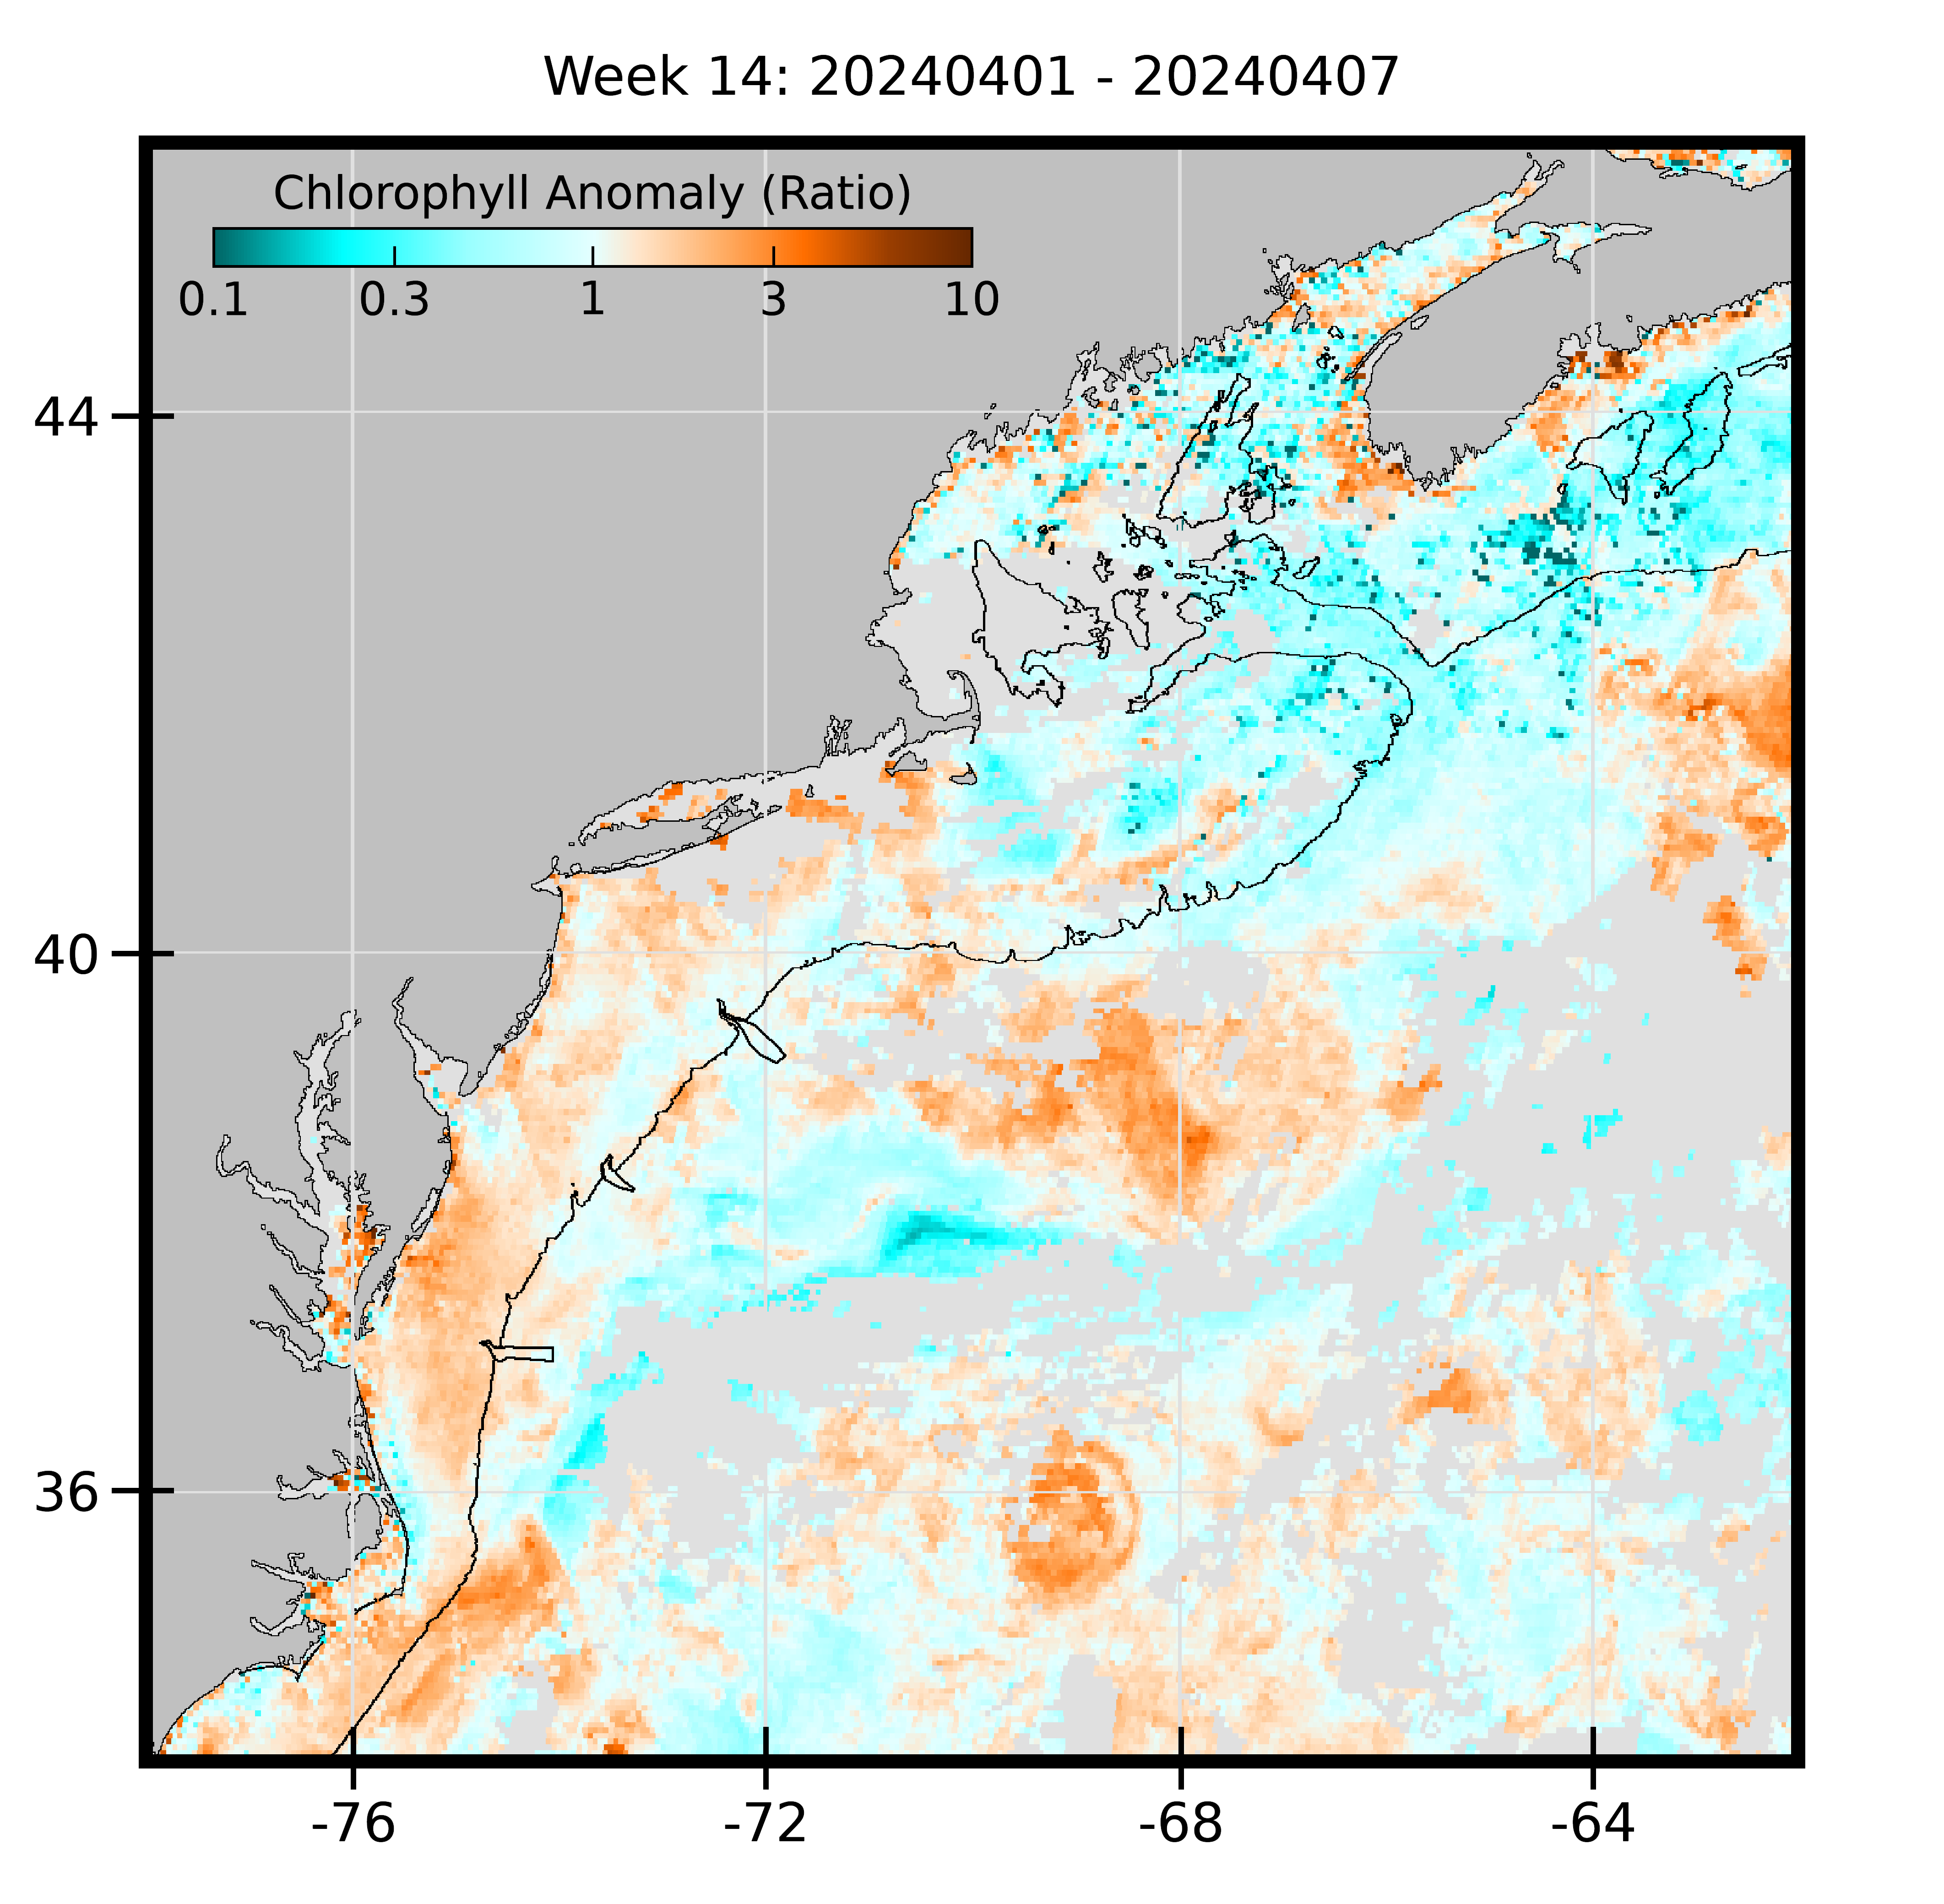 Week 14: 20240401 - 20240407
Chlorophyll Anomaly (Ratio)
0.1 0.3 1 3 10
44
40
36
-76 -72 -68 -64